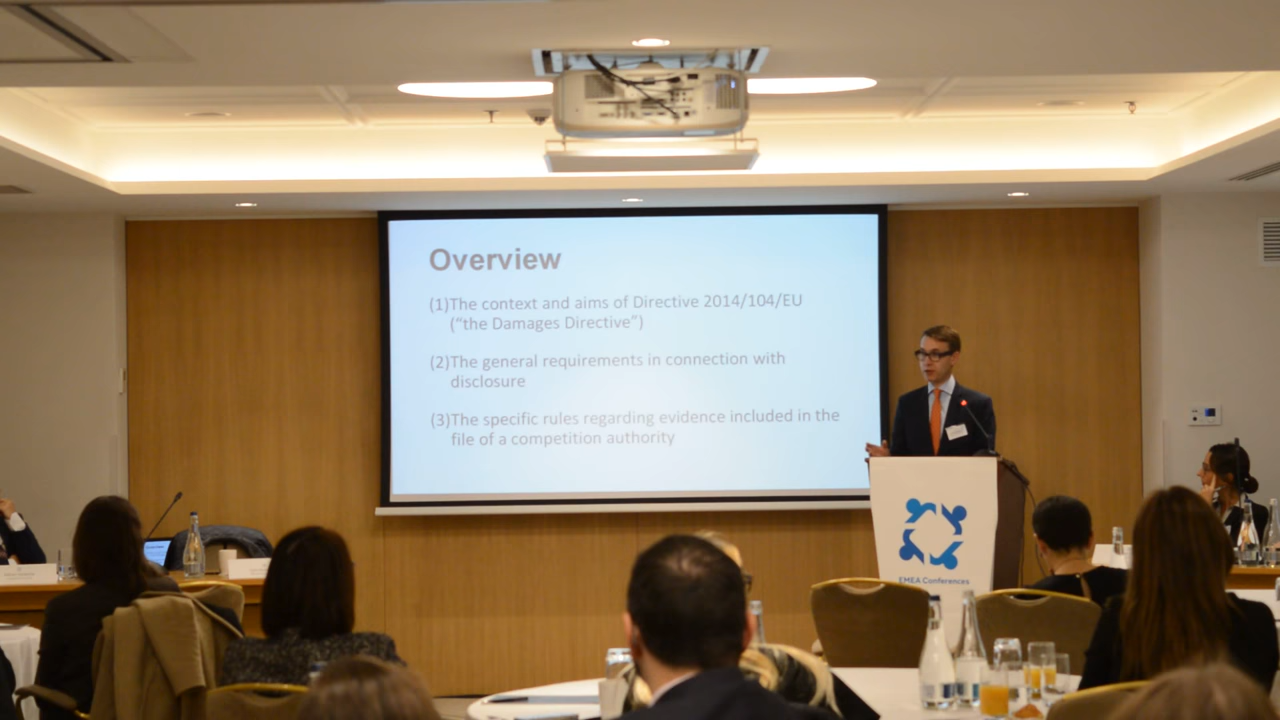 Overview
(1)The context and aims of Directive 2014/104/EU
(“the Damages Directive”)
(2)The general requirements in connection with
disclosure
(3)The specific rules regarding evidence included in the
file of a competition authority
EMEA Conferences